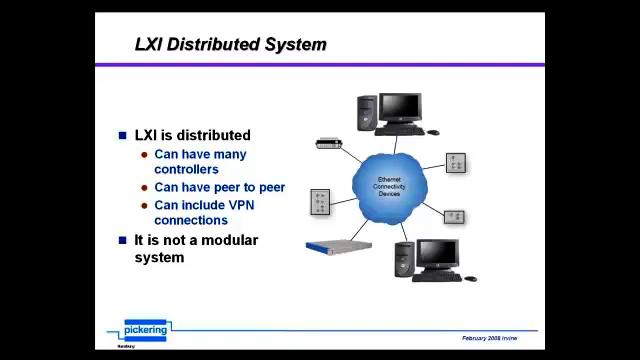 LXI Distributed System
LXI is distributed
Can have many
controllers
Can have peer to peer
Can include VPN
connections
It is not a modular
system
Ethernet
Connectivity
Devices
pickering
February 2008 Irvine